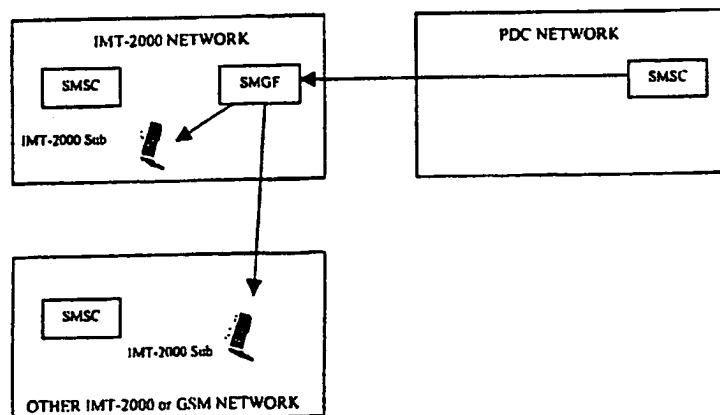 IMT-2000 NETWORK
SMSC
SMGF
IMT-2000 Sub
PDC NETWORK
SMSC
SMSC
IMT-2000 Sub
OTHER IMT-2000 or GSM NETWORK